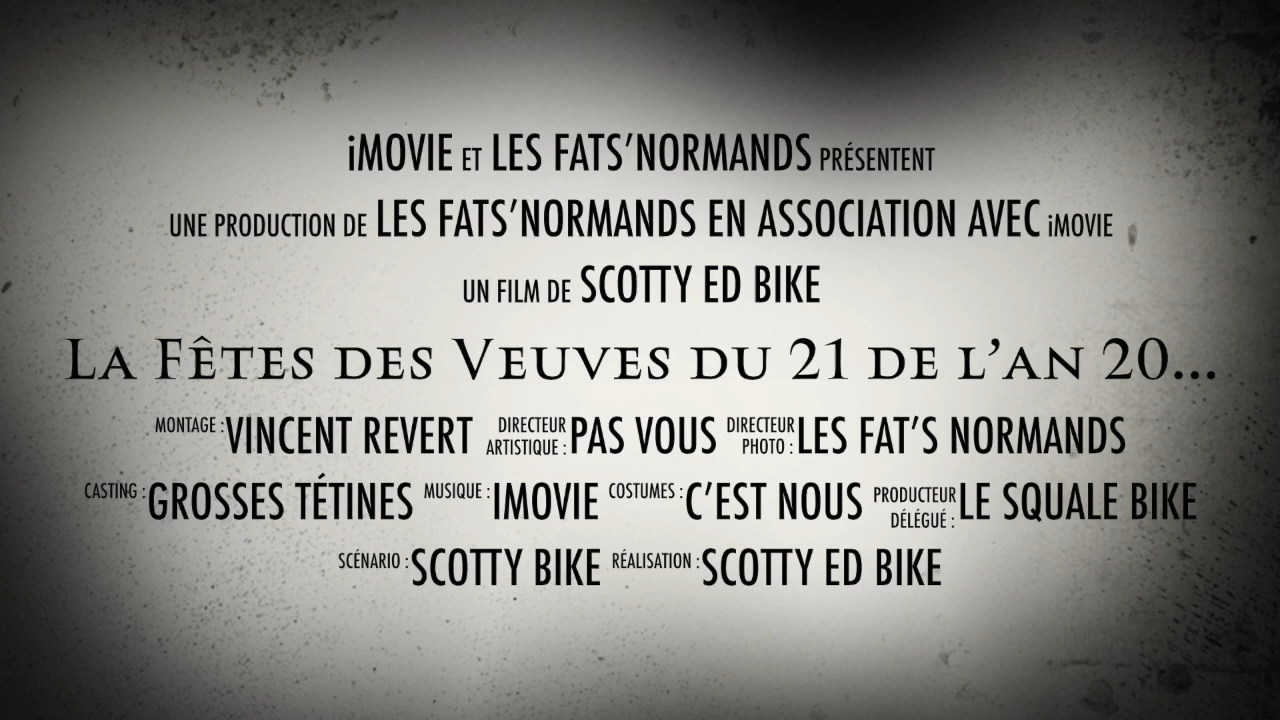 iMOVIE ET LES FATS'NORMANDS PRÉSENTENT
UNE PRODUCTION DE LES FATS'NORMANDS EN ASSOCIATION AVEC iMOVIE
UN FILM DE SCOTTY ED BIKE
LA FÊTES DES VEUVES DU 21 DE L'AN 20...
MONTAGE : VINCENT REVERT DIRECTEUR ARTISTIQUE : PAS VOUS DIRECTEUR PHOTO : LES FAT'S NORMANDS
CASTING : GROSSES TÉTINES MUSIQUE : IMOVIE COSTUMES : C'EST NOUS PRODUCTEUR DÉLÉGUÉ : LE SQUALE BIKE
SCÉNARIO : SCOTTY BIKE RÉALISATION : SCOTTY ED BIKE